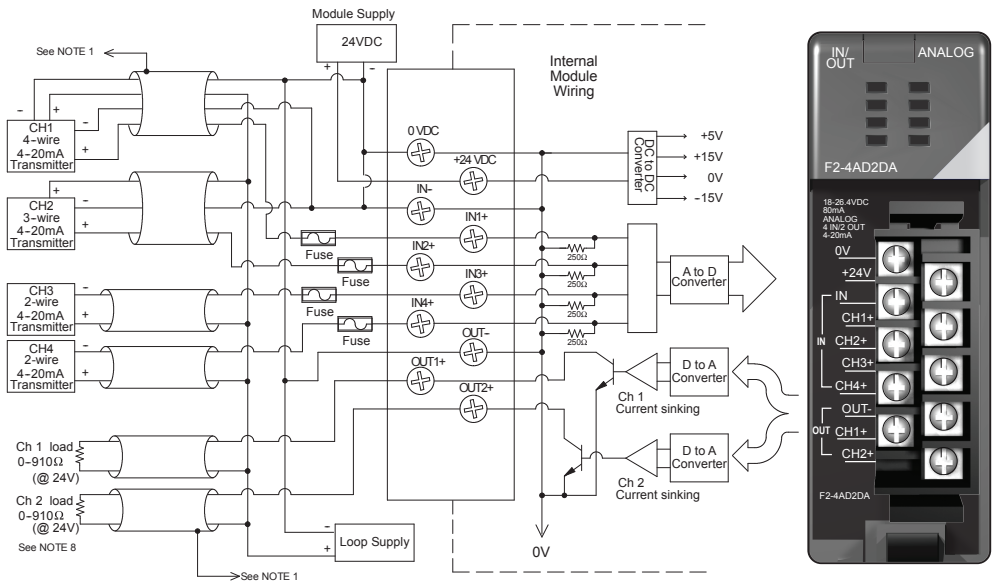 Module Supply
24VDC
+ -
See NOTE 1
Internal
Module
Wiring
- +
CH1
4-wire
4-20mA
Transmitter
-
+
0 VDC
+24 VDC
DC to DC
Converter
+5V
+15V
0V
-15V
+
CH2
3-wire
4-20mA
Transmitter
-
+
IN-
IN1+
Fuse
250Ω
IN2+
Fuse
250Ω
A to D
Converter
CH3
2-wire
4-20mA
Transmitter
-
+
IN3+
Fuse
250Ω
IN4+
Fuse
250Ω
CH4
2-wire
4-20mA
Transmitter
-
+
OUT-
OUT1+
OUT2+
D to A
Converter
Ch 1
Current sinking
D to A
Converter
Ch 2
Current sinking
Ch 1 load
0-910Ω
(@ 24V)
Ch 2 load
0-910Ω
(@ 24V)
See NOTE 8
-
+
Loop Supply
0V
See NOTE 1
IN/
OUT
ANALOG
F2-4AD2DA
18-26.4VDC
80mA
ANALOG
4 IN/2 OUT
4-20mA
0V
+24V
IN
CH1+
IN
CH2+
CH3+
CH4+
OUT-
OUT
CH1+
CH2+
F2-4AD2DA